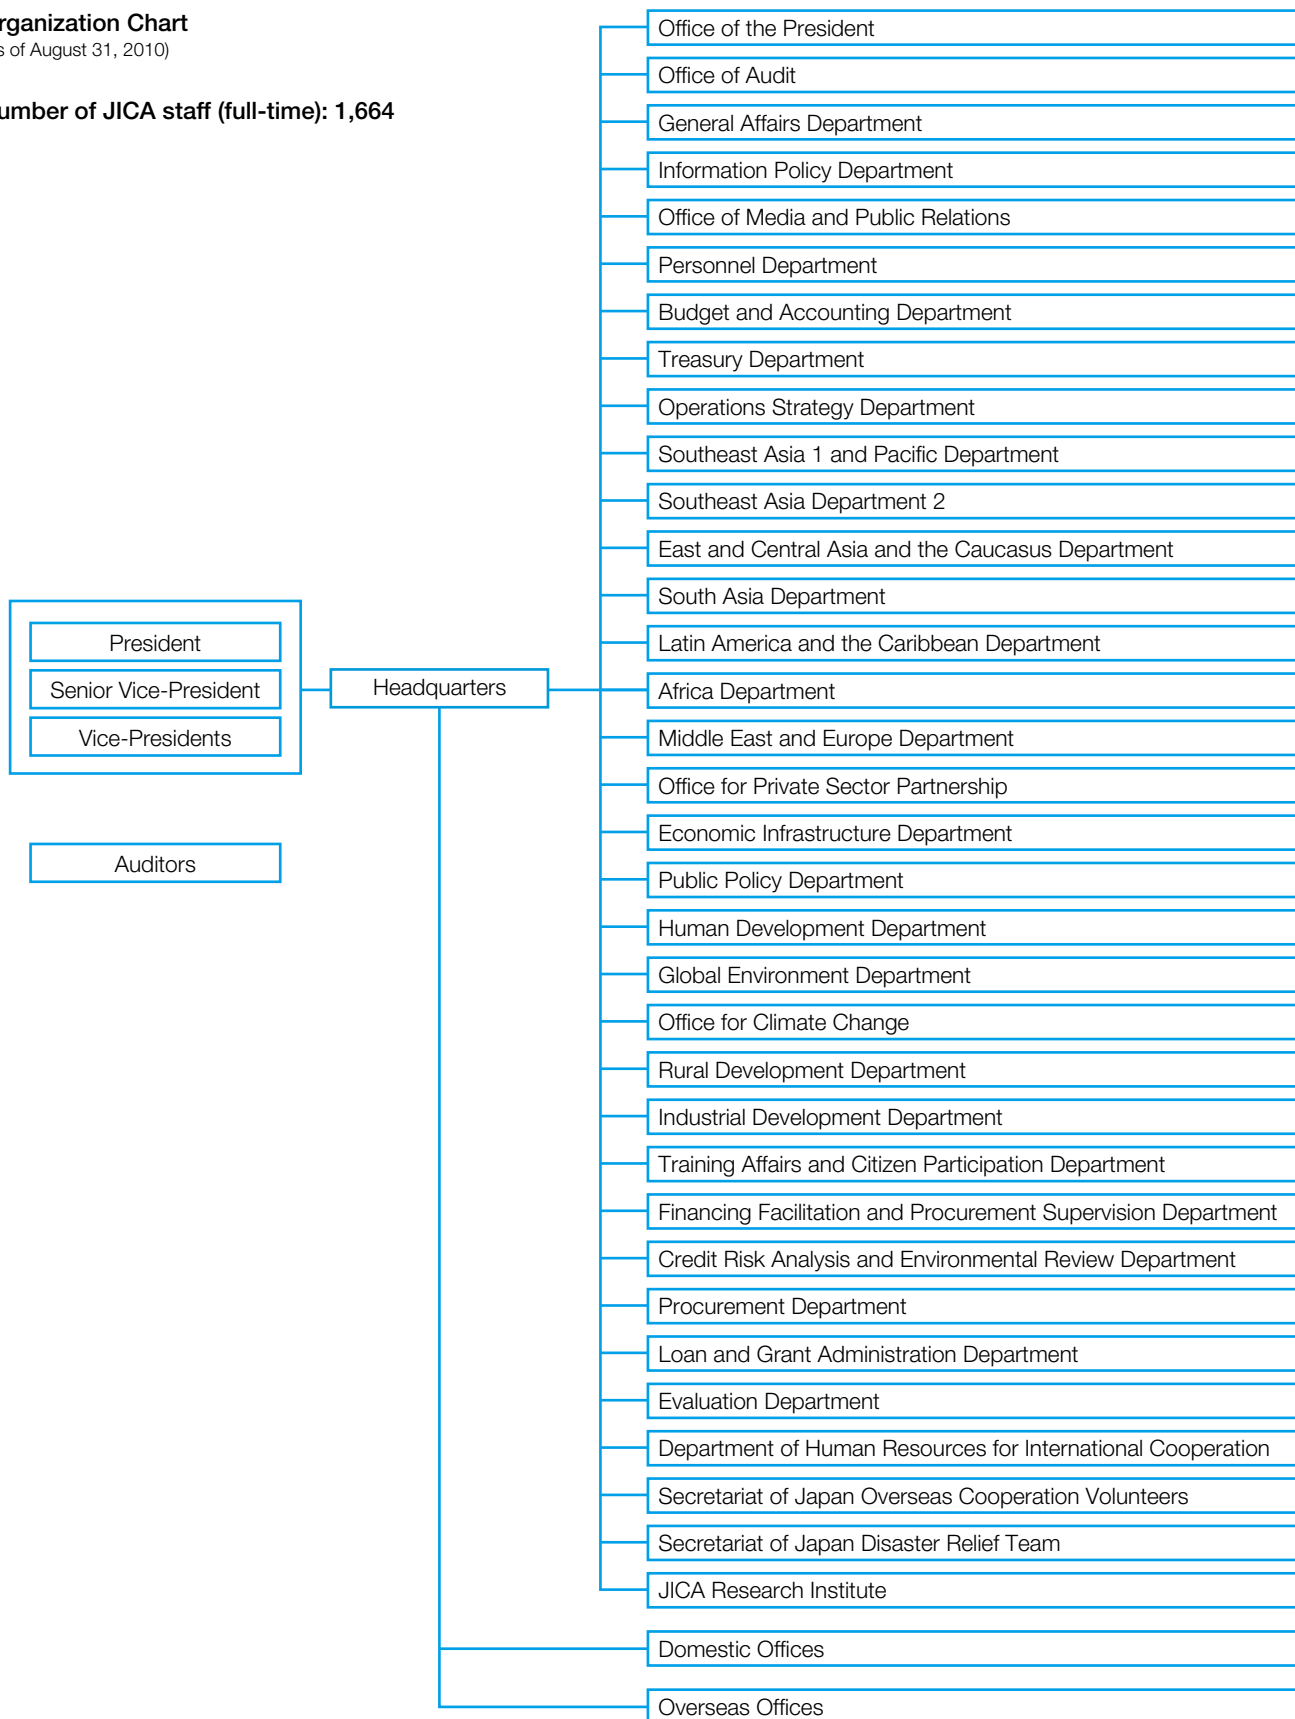 rganization Chart
s of August 31, 2010)
umber of JICA staff (full-time): 1,664
Office of the President
Office of Audit
General Affairs Department
Information Policy Department
Office of Media and Public Relations
Personnel Department
Budget and Accounting Department
Treasury Department
Operations Strategy Department
Southeast Asia 1 and Pacific Department
Southeast Asia Department 2
East and Central Asia and the Caucasus Department
South Asia Department
Latin America and the Caribbean Department
Africa Department
Middle East and Europe Department
Office for Private Sector Partnership
Economic Infrastructure Department
Public Policy Department
Human Development Department
Global Environment Department
Office for Climate Change
Rural Development Department
Industrial Development Department
Training Affairs and Citizen Participation Department
Financing Facilitation and Procurement Supervision Department
Credit Risk Analysis and Environmental Review Department
Procurement Department
Loan and Grant Administration Department
Evaluation Department
Department of Human Resources for International Cooperation
Secretariat of Japan Overseas Cooperation Volunteers
Secretariat of Japan Disaster Relief Team
JICA Research Institute
Domestic Offices
Overseas Offices
President
Senior Vice-President
Vice-Presidents
Headquarters
Auditors